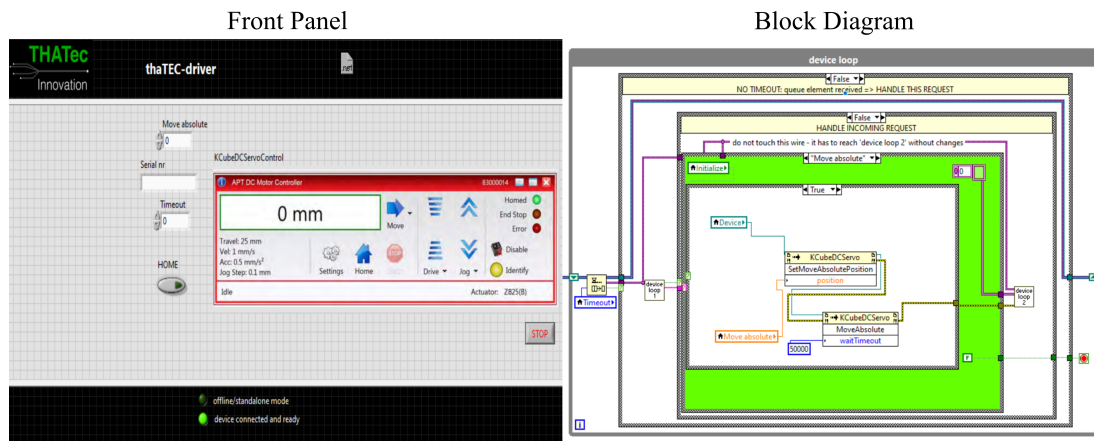 Front Panel
Block Diagram
THATec
Innovation
thaTEC-driver
.net
Move absolute
0
Serial nr
Timeout
0
HOME
KCubeDCServoControl
APT DC Motor Controller
83000014
0 mm
Move
Homed
End Stop
Error
Travel: 25 mm
Vel: 1 mm/s
Acc: 0.5 mm/s²
Jog Step: 0.1 mm
Settings
Home
Drive
Jog
Disable
Identify
Idle
Actuator: Z825(B)
STOP
offline/standalone mode
device connected and ready
device loop
False
NO TIMEOUT: queue element received => HANDLE THIS REQUEST
False
HANDLE INCOMING REQUEST
do not touch this wire - it has to reach 'device loop 2' without changes
Initialize
"Move absolute"
0
True
Device
KCubeDCServo
SetMoveAbsolutePosition
position
KCubeDCServo
MoveAbsolute
waitTimeout
Move absolute
50000
Timeout
device
loop
1
device
loop
2
F
i